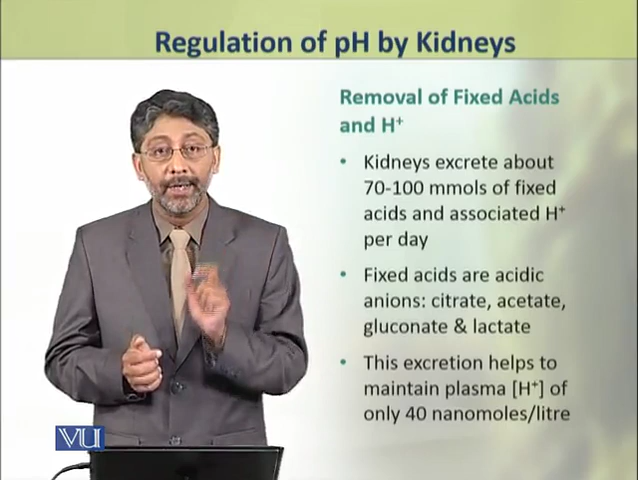 Regulation of pH by Kidneys
Removal of Fixed Acids
and H⁺
• Kidneys excrete about
70-100 mmols of fixed
acids and associated H⁺
per day
• Fixed acids are acidic
anions: citrate, acetate,
gluconate & lactate
• This excretion helps to
maintain plasma [H⁺] of
only 40 nanomoles/litre
VU